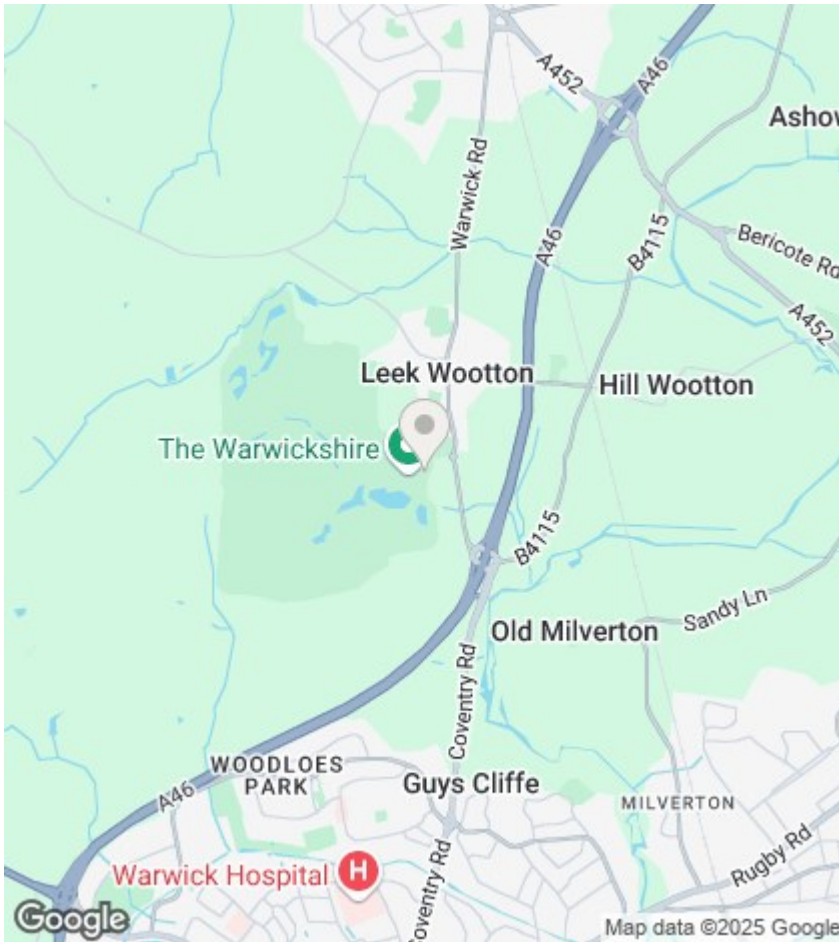 A452
A46
Ashow
Warwick Rd
A46
B4115
Bericote Rd
A452
Leek Wootton
Hill Wootton
The Warwickshire
B4115
Sandy Ln
Old Milverton
Coventry Rd
WOODLOES
PARK
A46
Guys Cliffe
MILVERTON
Rugby Rd
Warwick Hospital
H
Coventry Rd
Google
Map data ©2025 Google